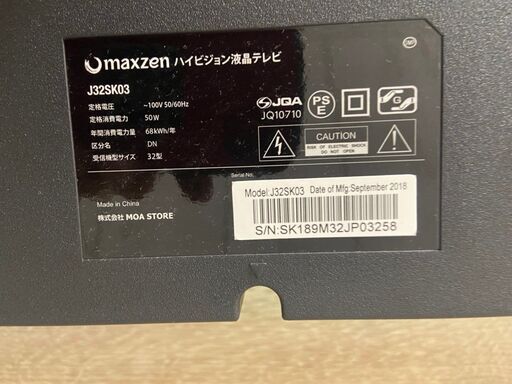 maxzen ハイビジョン液晶テレビ
J32SK03
定格電圧 ~100V 50/60Hz
定格消費電力 50W
年間消費電力量 68kWh/年
区分名 DN
受信機型サイズ 32型
Made in China
株式会社 MOA STORE
JQA
JQ10710
PS
E
G
CAUTION
RISK OF ELECTRIC SHOCK
DO NOT OPEN
Serial No.
Model:J32SK03 Date of Mfg:September 2018
S/N:SK189M32JP03258